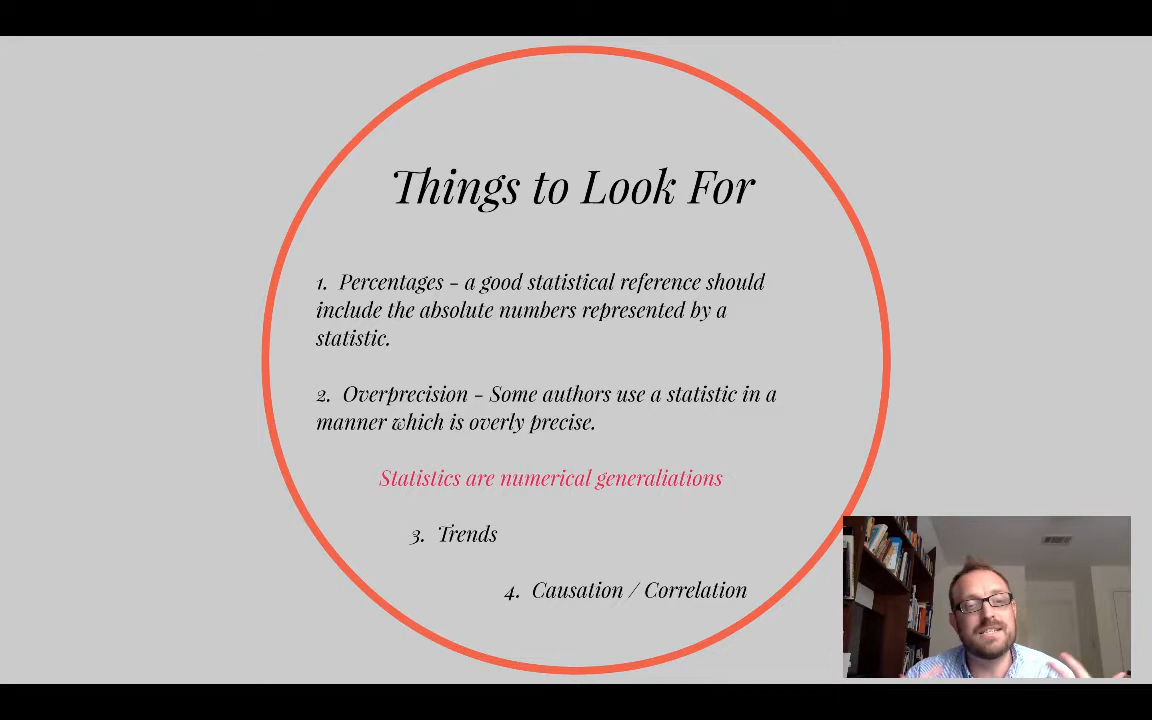 Things to Look For
1. Percentages - a good statistical reference should
include the absolute numbers represented by a
statistic.
2. Overprecision - Some authors use a statistic in a
manner which is overly precise.
Statistics are numerical generaliations
3. Trends
4. Causation / Correlation